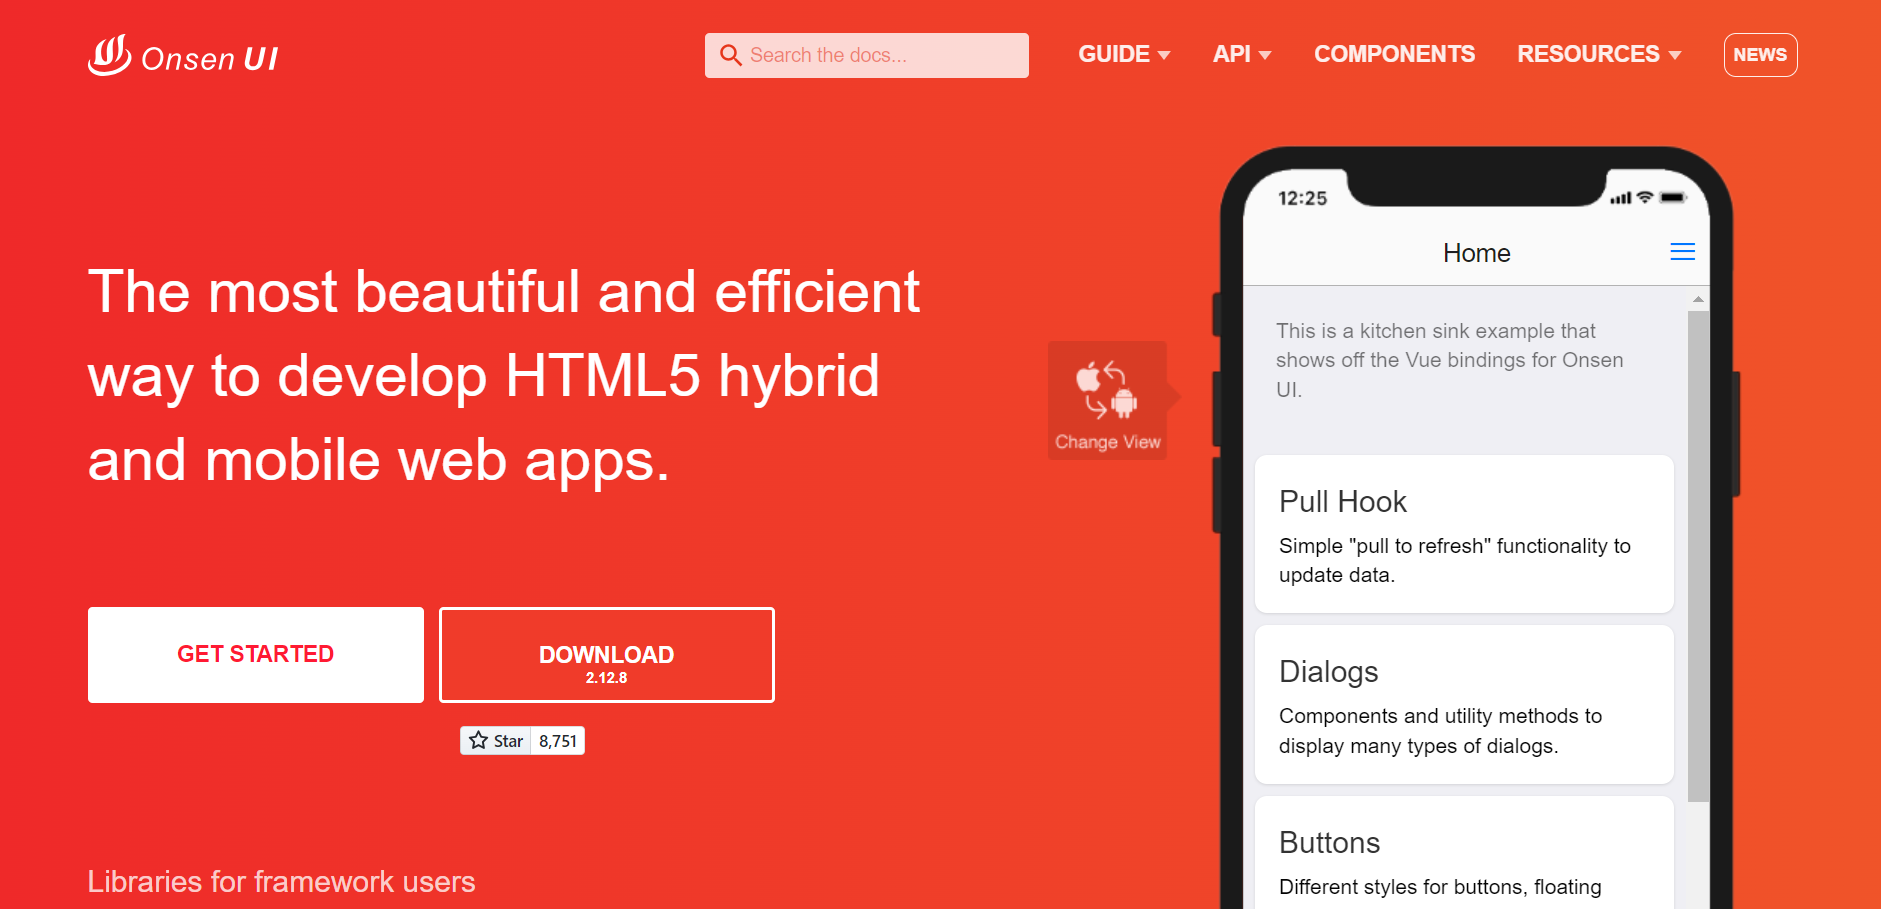 Onsen UI
Search the docs...
GUIDE
API
COMPONENTS
RESOURCES
NEWS
The most beautiful and efficient
way to develop HTML5 hybrid
and mobile web apps.
GET STARTED
DOWNLOAD
2.12.8
Star 8,751
Libraries for framework users
Change View
12:25
Home
This is a kitchen sink example that
shows off the Vue bindings for Onsen
UI.
Pull Hook
Simple "pull to refresh" functionality to
update data.
Dialogs
Components and utility methods to
display many types of dialogs.
Buttons
Different styles for buttons, floating